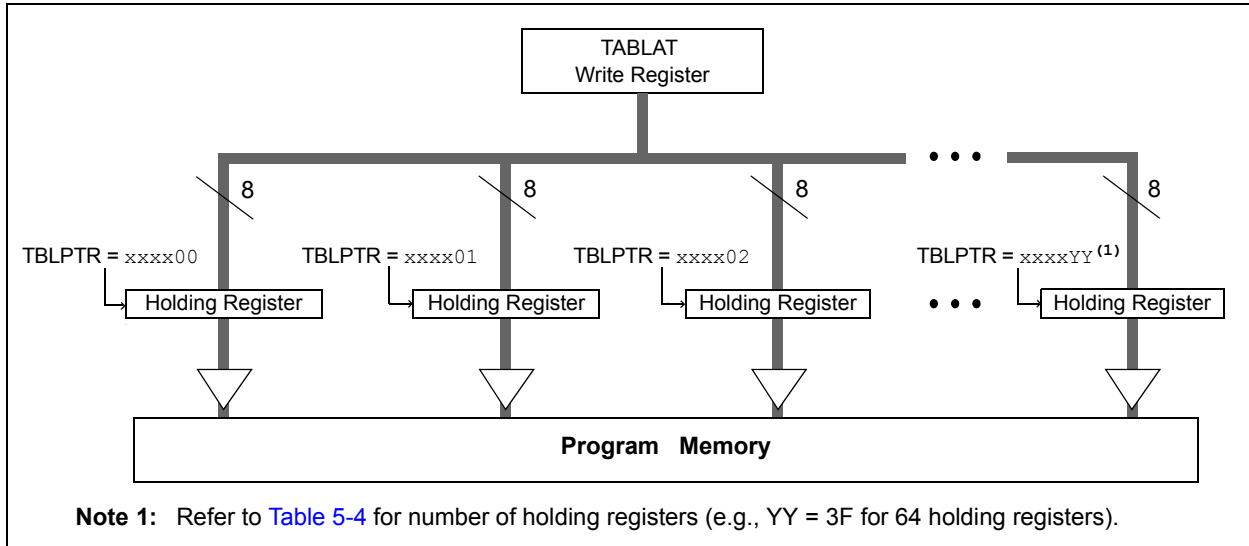 TABLAT
Write Register
• • •
8 8 8 8
TBLPTR = xxxx00 TBLPTR = xxxx01 TBLPTR = xxxx02 TBLPTR = xxxxYY(1)
Holding Register Holding Register Holding Register • • • Holding Register
Program Memory
Note 1: Refer to Table 5-4 for number of holding registers (e.g., YY = 3F for 64 holding registers).